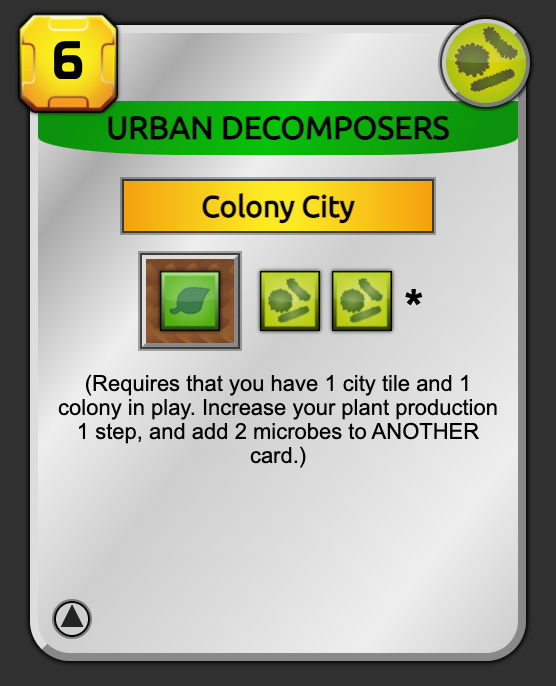 6
URBAN DECOMPOSERS
Colony City
*
(Requires that you have 1 city tile and 1
colony in play. Increase your plant production
1 step, and add 2 microbes to ANOTHER
card.)